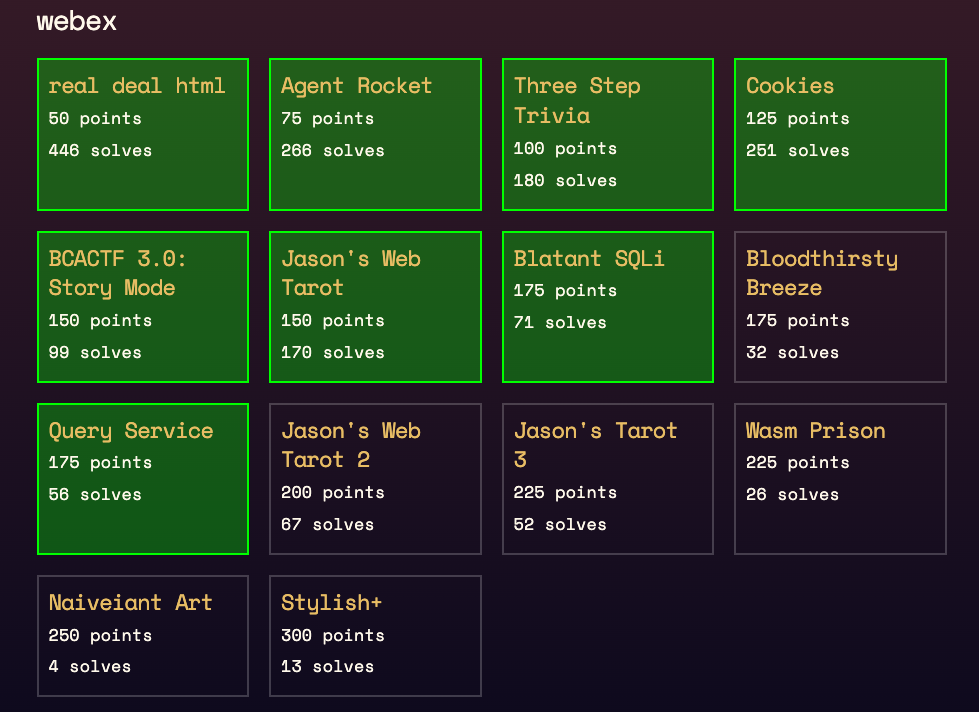 webex
real deal html
50 points
446 solves
Agent Rocket
75 points
266 solves
Three Step
Trivia
100 points
180 solves
Cookies
125 points
251 solves
BCACTF 3.0:
Story Mode
150 points
99 solves
Jason's Web
Tarot
150 points
170 solves
Blatant SQLi
175 points
71 solves
Bloodthirsty
Breeze
175 points
32 solves
Query Service
175 points
56 solves
Jason's Web
Tarot 2
200 points
67 solves
Jason's Tarot
3
225 points
52 solves
Wasm Prison
225 points
26 solves
Naiveiant Art
250 points
4 solves
Stylish+
300 points
13 solves